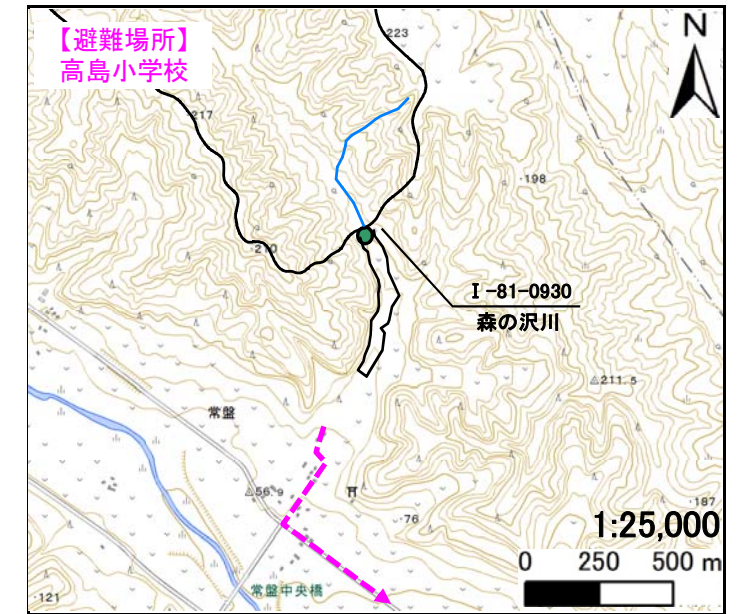 【避難場所】
高島小学校
N
223
217
198
210
Ⅰ-81-0930
森の沢川
211.5
常盤
56.9
187
76
1:25,000
0 250 500 m
常盤中央橋
121